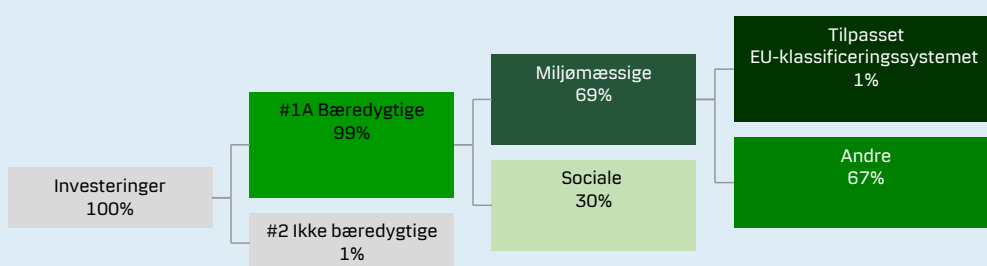 Investeringer
100%
#1A Bæredygtige
99%
#2 Ikke bæredygtige
1%
Miljømæssige
69%
Sociale
30%
Tilpasset
EU-klassificeringssystemet
1%
Andre
67%